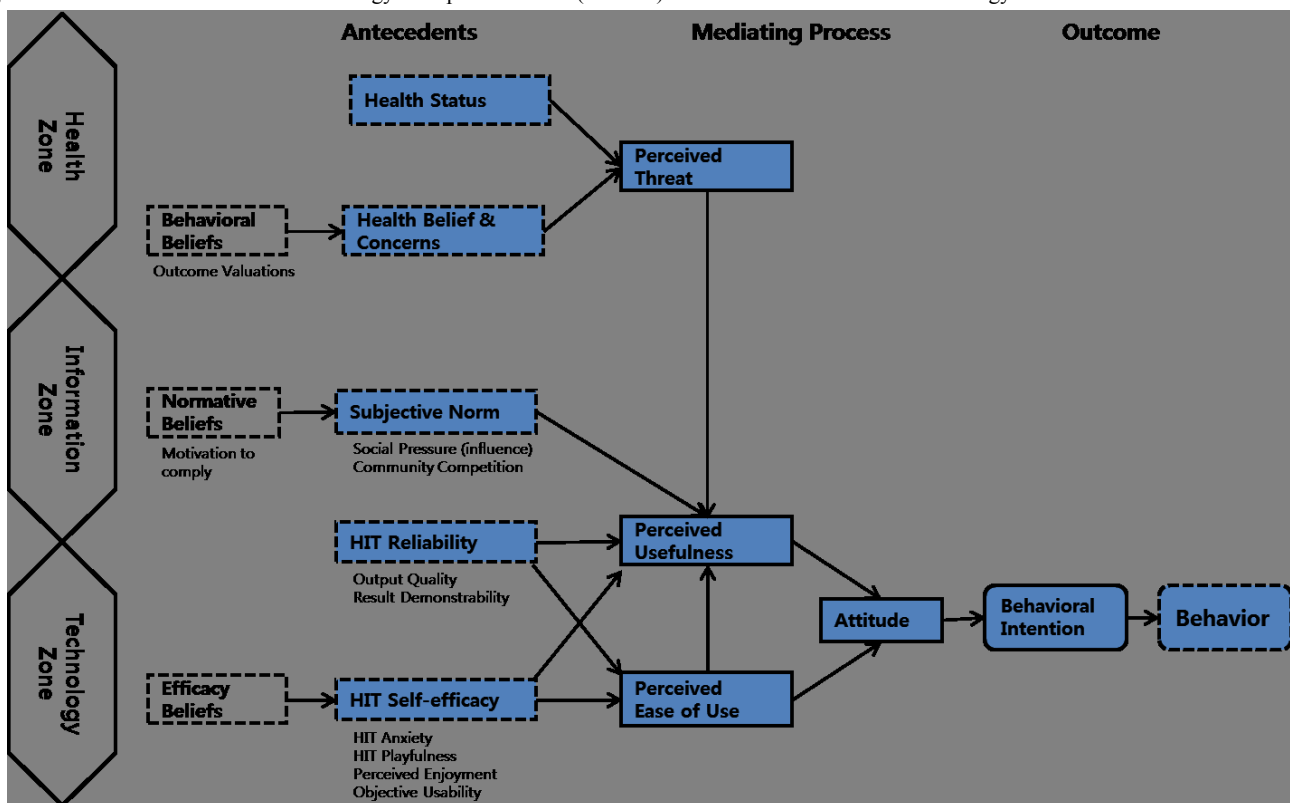 Antecedents
Mediating Process
Outcome
Health
Zone
Health Status
Perceived
Threat
Behavioral
Beliefs
Outcome Valuations
Health Belief &
Concerns
Information
Zone
Normative
Beliefs
Motivation to
comply
Subjective Norm
Social Pressure (influence)
Community Competition
HIT Reliability
Output Quality
Result Demonstrability
Perceived
Usefulness
Technology
Zone
Attitude
Behavioral
Intention
Behavior
Efficacy
Beliefs
HIT Self-efficacy
HIT Anxiety
HIT Playfulness
Perceived Enjoyment
Objective Usability
Perceived
Ease of Use